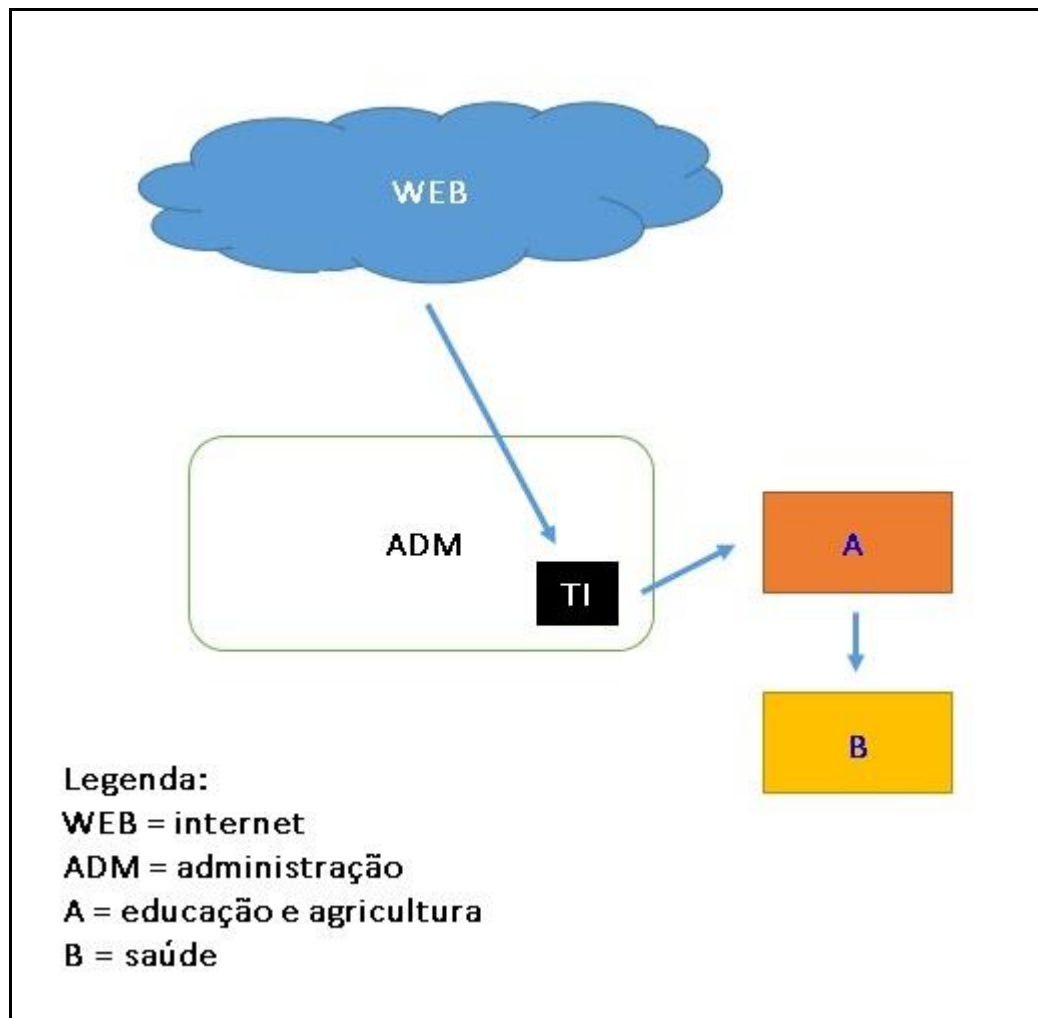 WEB
ADM
TI
A
B
Legenda:
WEB = internet
ADM = administração
A = educação e agricultura
B = saúde